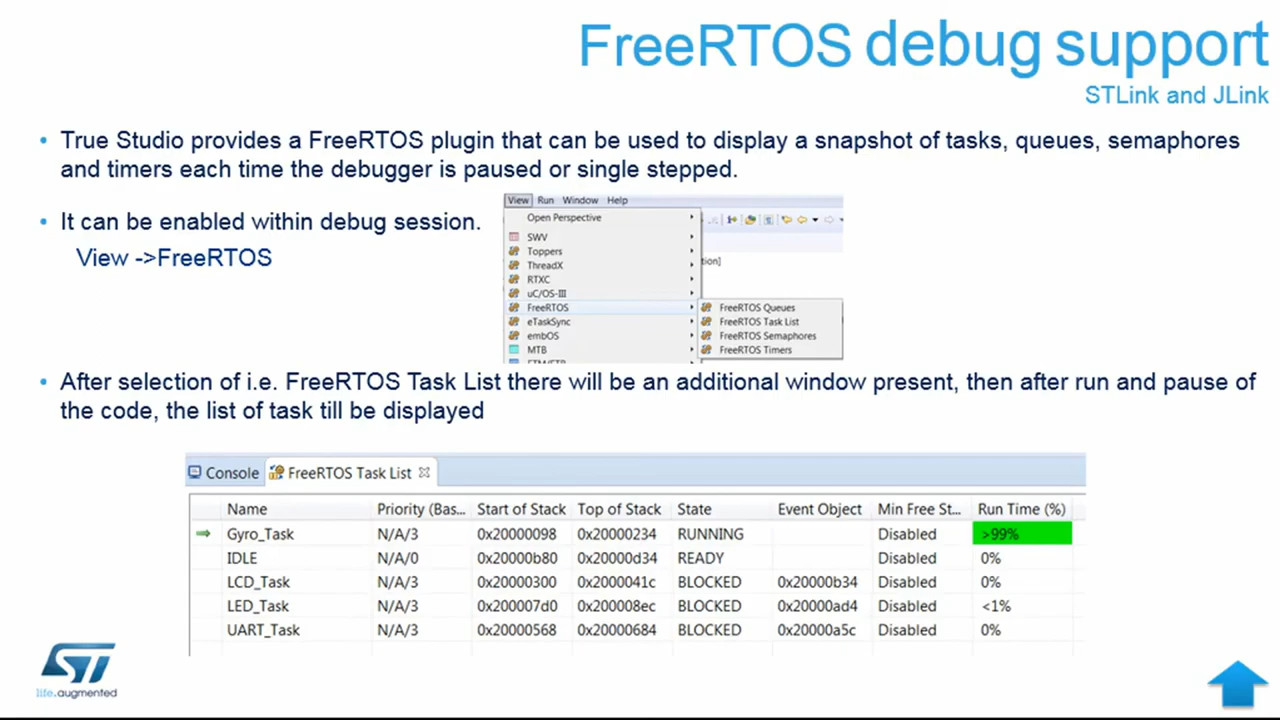 FreeRTOS debug support
STLink and JLink
• True Studio provides a FreeRTOS plugin that can be used to display a snapshot of tasks, queues, semaphores
and timers each time the debugger is paused or single stepped.
• It can be enabled within debug session.
View ->FreeRTOS
View Run Window Help
Open Perspective
SWV
Toppers
ThreadX
RTXC
uC/OS-III
FreeRTOS
eTaskSync
embOS
MTB
tion]
FreeRTOS Queues
FreeRTOS Task List
FreeRTOS Semaphores
FreeRTOS Timers
• After selection of i.e. FreeRTOS Task List there will be an additional window present, then after run and pause of
the code, the list of task till be displayed
Console FreeRTOS Task List
Name Priority (Bas... Start of Stack Top of Stack State Event Object Min Free St... Run Time (%)
Gyro_Task N/A/3 0x20000098 0x20000234 RUNNING Disabled >99%
IDLE N/A/0 0x20000b80 0x20000d34 READY Disabled 0%
LCD_Task N/A/3 0x20000300 0x2000041c BLOCKED 0x20000b34 Disabled 0%
LED_Task N/A/3 0x200007d0 0x200008ec BLOCKED 0x20000ad4 Disabled <1%
UART_Task N/A/3 0x20000568 0x20000684 BLOCKED 0x20000a5c Disabled 0%
ST
life.augmented